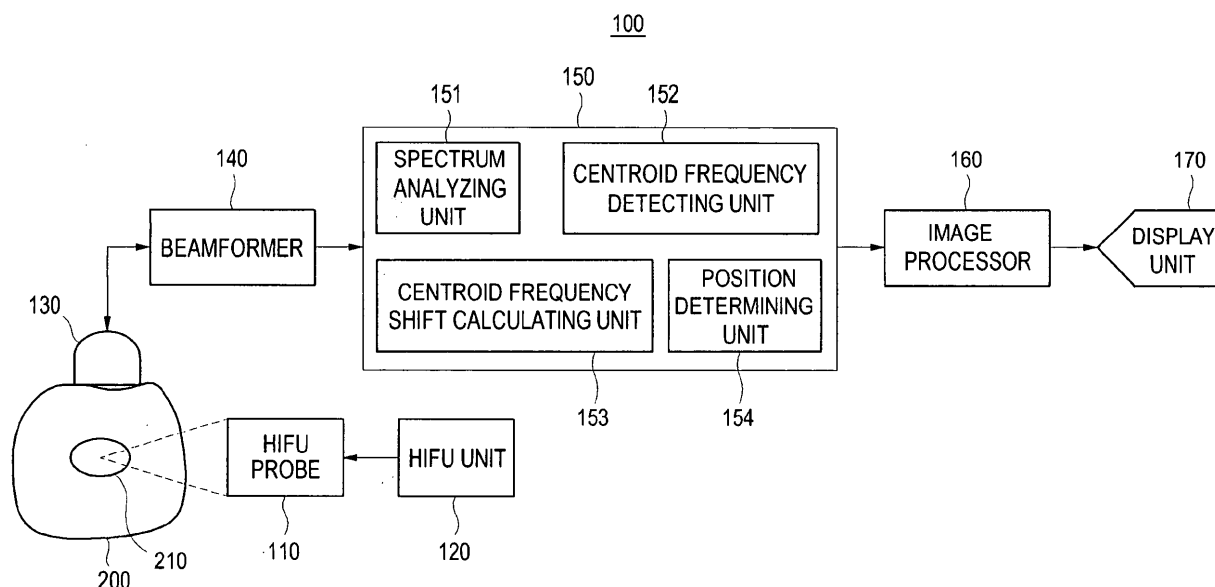 100
151
150
152
SPECTRUM
ANALYZING
UNIT
CENTROID FREQUENCY
DETECTING UNIT
140
BEAMFORMER
160
IMAGE
PROCESSOR
170
DISPLAY
UNIT
CENTROID FREQUENCY
SHIFT CALCULATING UNIT
POSITION
DETERMINING
UNIT
130
153
154
HIFU
PROBE
HIFU UNIT
210
200
110
120